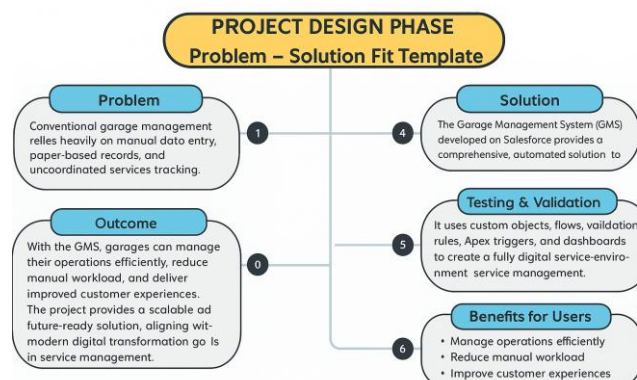 PROJECT DESIGN PHASE
Problem – Solution Fit Template
Problem
Conventional garage management
relles heavily on manual data entry,
paper-based records, and
uncoordinated services tracking.
1
Outcome
With the GMS, garages can manage
their operations efficiently, reduce
manual workload, and deliver
improved customer experiences.
The project provides a scalable ad
future-ready solution, aligning wit-
modern digital transformation go ls
in service management.
0
4
Solution
The Garage Management System (GMS)
developed on Salesforce provides a
comprehensive, automated solution to
5
Testing & Validation
It uses custom objects, flows, vaildation
rules, Apex triggers, and dashboards
to create a fully digital service-enviro-
nment service management.
6
Benefits for Users
• Manage operations efficiently
• Reduce manual workload
• Improve customer experiences